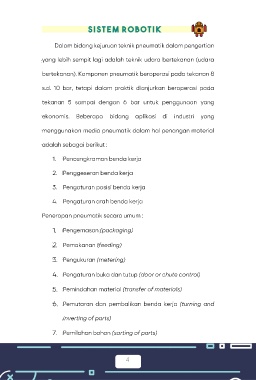 SISTEM ROBOTIK
Dalam bidang kejuruan teknik pneumatik dalam pengertian
yang lebih sempit lagi adalah teknik udara bertekanan (udara
bertekanan). Komponen pneumatik beroperasi pada tekanan 8
s.d. 10 bar, tetapi dalam praktik dianjurkan beroperasi pada
tekanan 5 sampai dengan 6 bar untuk penggunaan yang
ekonomis. Beberapa bidang aplikasi di industri yang
menggunakan media pneumatik dalam hal penangan material
adalah sebagai berikut :
1. Pencengkraman benda kerja
2. Penggeseran benda kerja
3. Pengaturan posisi benda kerja
4. Pengaturan arah benda kerja
Penerapan pneumatik secara umum :
1. Pengemasan (packaging)
2. Pemakanan (feeding)
3. Pengukuran (metering)
4. Pengaturan buka dan tutup (door or chute control)
5. Pemindahan material (transfer of materials)
6. Pemutaran dan pembalikan benda kerja (turning and
inverting of parts)
7. Pemilahan bahan (sorting of parts)
4